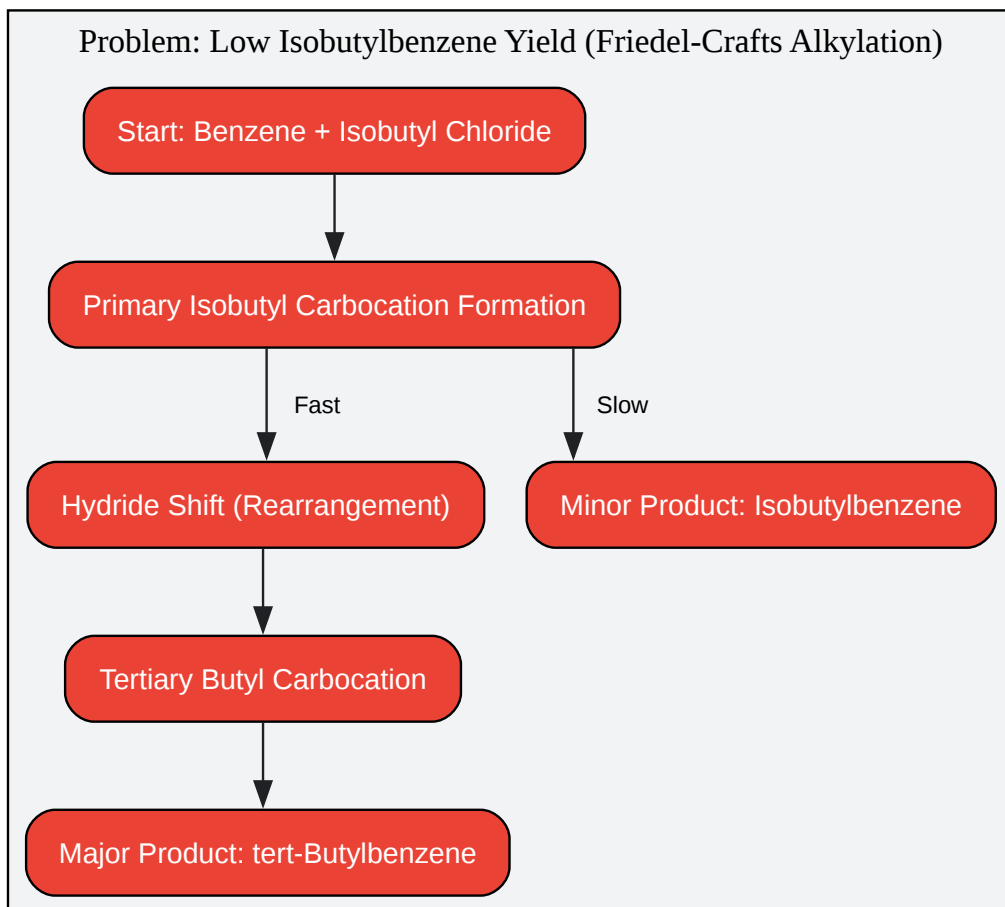 Problem: Low Isobutylbenzene Yield (Friedel-Crafts Alkylation)
Start: Benzene + Isobutyl Chloride
Primary Isobutyl Carbocation Formation
Fast
Slow
Hydride Shift (Rearrangement)
Minor Product: Isobutylbenzene
Tertiary Butyl Carbocation
Major Product: tert-Butylbenzene